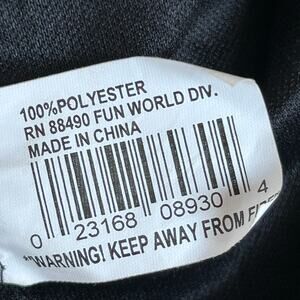 100%POLYESTER
RN 88490 FUN WORLD DIV.
MADE IN CHINA
0 23168 08930 4
*WARNING! KEEP AWAY FROM